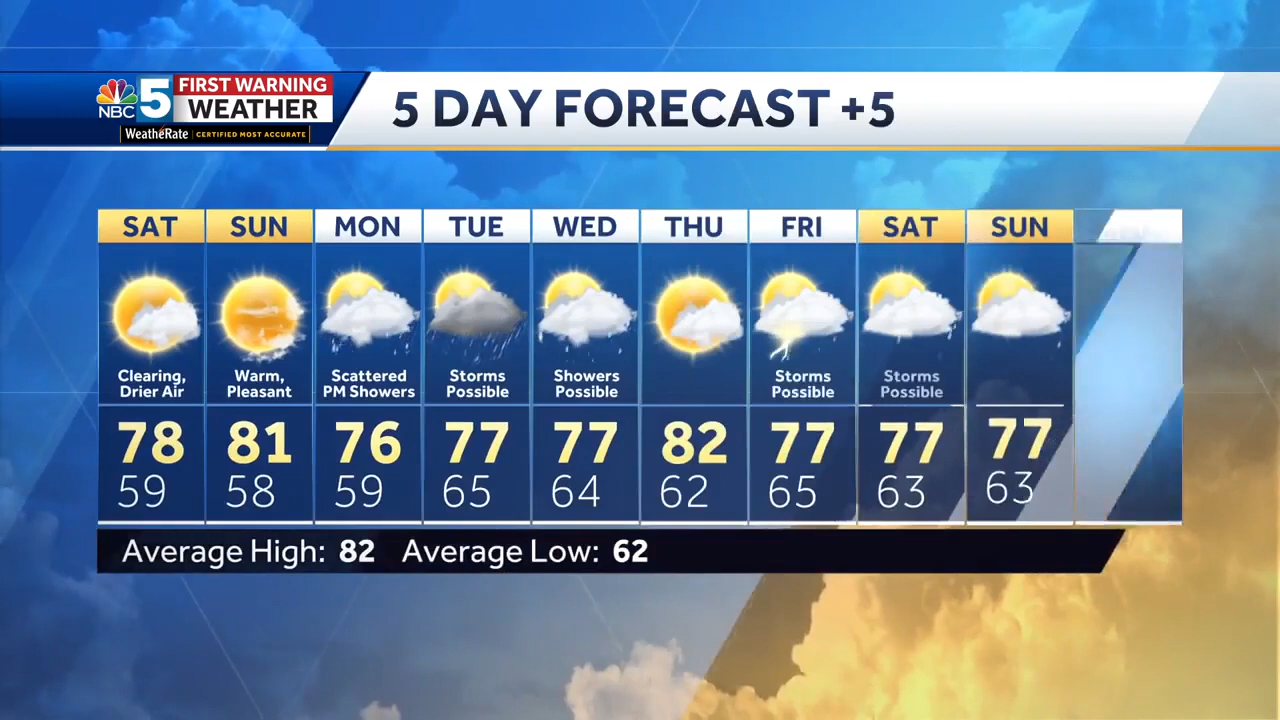 NBC 5 FIRST WARNING
WEATHER
WeatheRate CERTIFIED MOST ACCURATE
5 DAY FORECAST +5
SAT SUN MON TUE WED THU FRI SAT SUN
Clearing, Warm, Scattered Storms Showers Storms Storms
Drier Air Pleasant PM Showers Possible Possible Possible Possible
78 81 76 77 77 82 77 77 77
59 58 59 65 64 62 65 63 63
Average High: 82 Average Low: 62